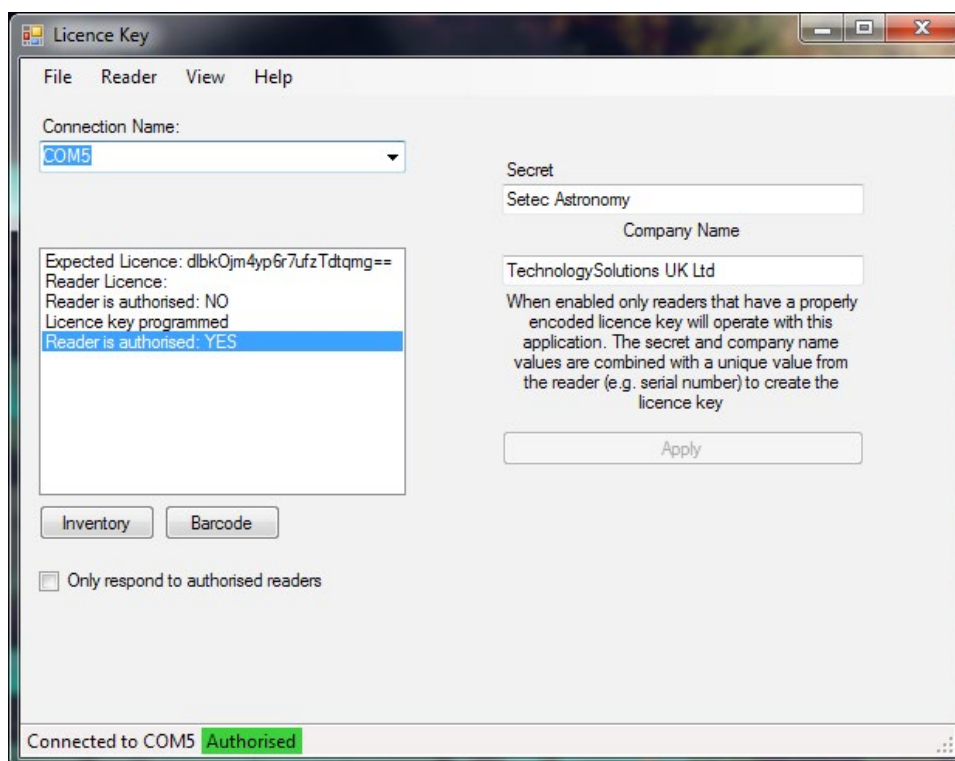 Licence Key
File Reader View Help
Connection Name:
COM5
Expected Licence: dlbkOjm4yp6r7ufzTdtqmg==
Reader Licence:
Reader is authorised: NO
Licence key programmed
Reader is authorised: YES
Inventory Barcode
Only respond to authorised readers
Secret
Setec Astronomy
Company Name
TechnologySolutions UK Ltd
When enabled only readers that have a properly
encoded licence key will operate with this
application. The secret and company name
values are combined with a unique value from
the reader (e.g. serial number) to create the
licence key
Apply
Connected to COM5 Authorised